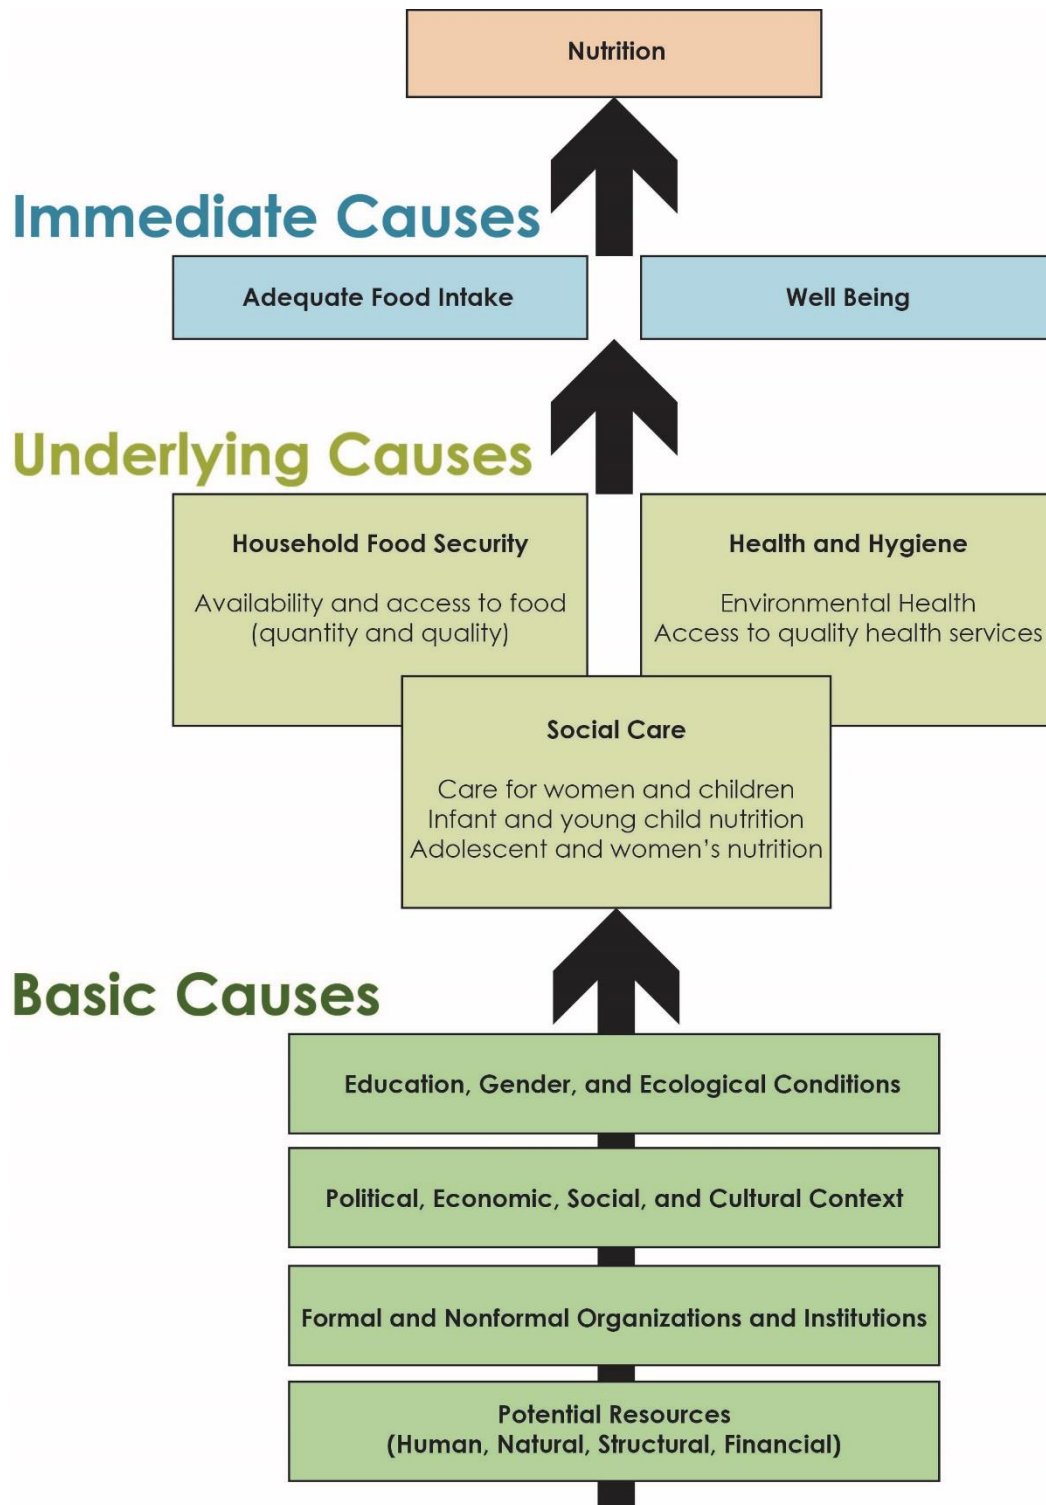 Nutrition
Immediate Causes
Adequate Food Intake
Well Being
Underlying Causes
Household Food Security
Availability and access to food
(quantity and quality)
Health and Hygiene
Environmental Health
Access to quality health services
Social Care
Care for women and children
Infant and young child nutrition
Adolescent and women's nutrition
Basic Causes
Education, Gender, and Ecological Conditions
Political, Economic, Social, and Cultural Context
Formal and Nonformal Organizations and Institutions
Potential Resources
(Human, Natural, Structural, Financial)